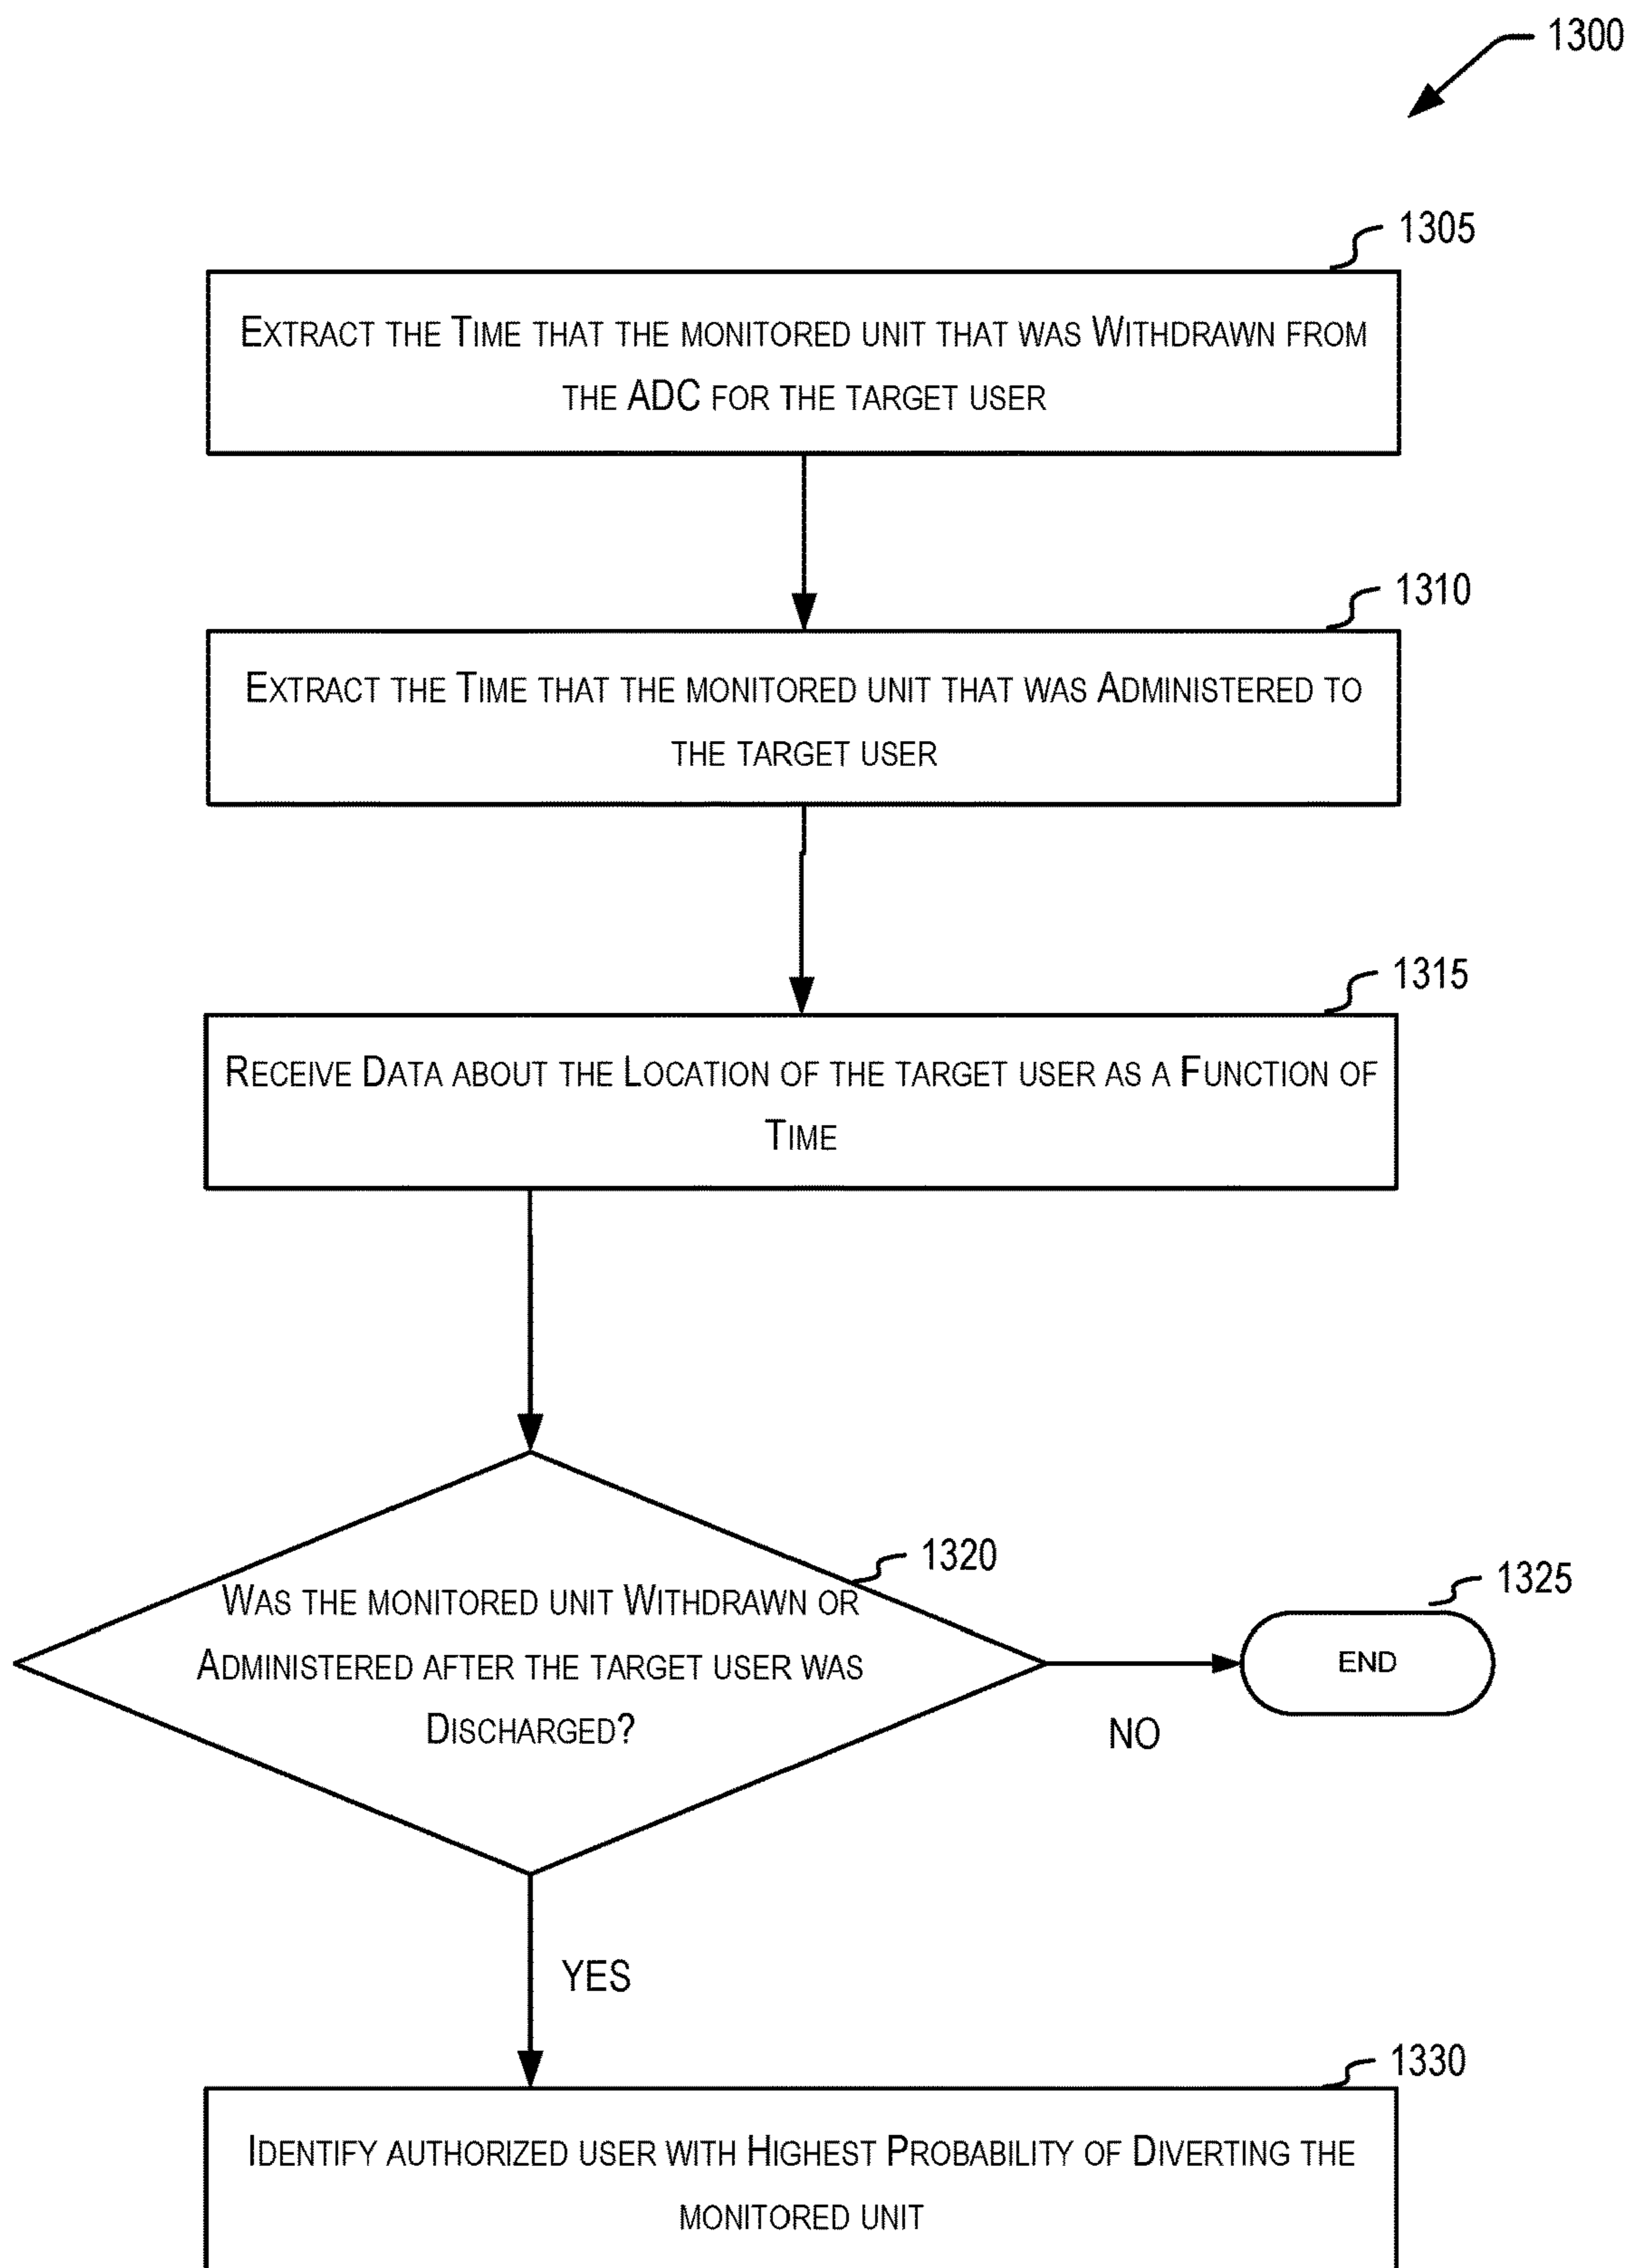 1300
1305
Extract the Time that the monitored unit that was Withdrawn from
the ADC for the target user
1310
Extract the Time that the monitored unit that was Administered to
the target user
1315
Receive Data about the Location of the target user as a Function of
Time
1320
Was the monitored unit Withdrawn or
Administered after the target user was
Discharged?
1325
END
NO
YES
1330
Identify authorized user with Highest Probability of Diverting the
monitored unit